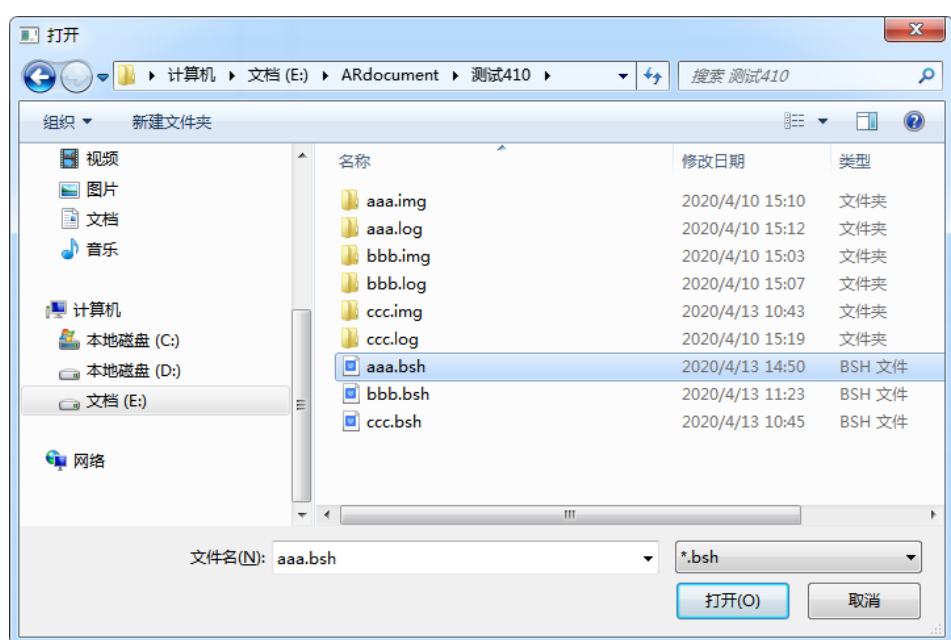 打开
计算机 文档 (E:) ARdocument 测试410 搜索 测试410
组织 新建文件夹
视频
图片
文档
音乐
计算机
本地磁盘 (C:)
本地磁盘 (D:)
文档 (E:)
网络
名称 修改日期 类型
aaa.img 2020/4/10 15:10 文件夹
aaa.log 2020/4/10 15:12 文件夹
bbb.img 2020/4/10 15:03 文件夹
bbb.log 2020/4/10 15:07 文件夹
ccc.img 2020/4/13 10:43 文件夹
ccc.log 2020/4/10 15:19 文件夹
aaa.bsh 2020/4/13 14:50 BSH 文件
bbb.bsh 2020/4/13 11:23 BSH 文件
ccc.bsh 2020/4/13 10:45 BSH 文件
文件名(N): aaa.bsh *.bsh
打开(O) 取消